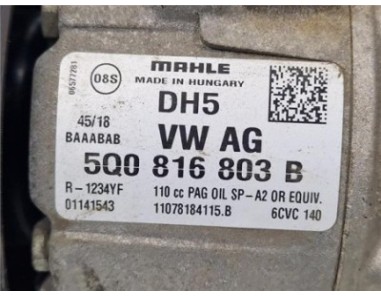 MAHLE
08S
MADE IN HUNGARY
DH5
45/18
BAAABAB
VW AG
5Q0 816 803 B
R-1234YF
110 cc PAG OIL SP-A2 OR EQUIV.
01141543
11078184115.B
6CVC 140